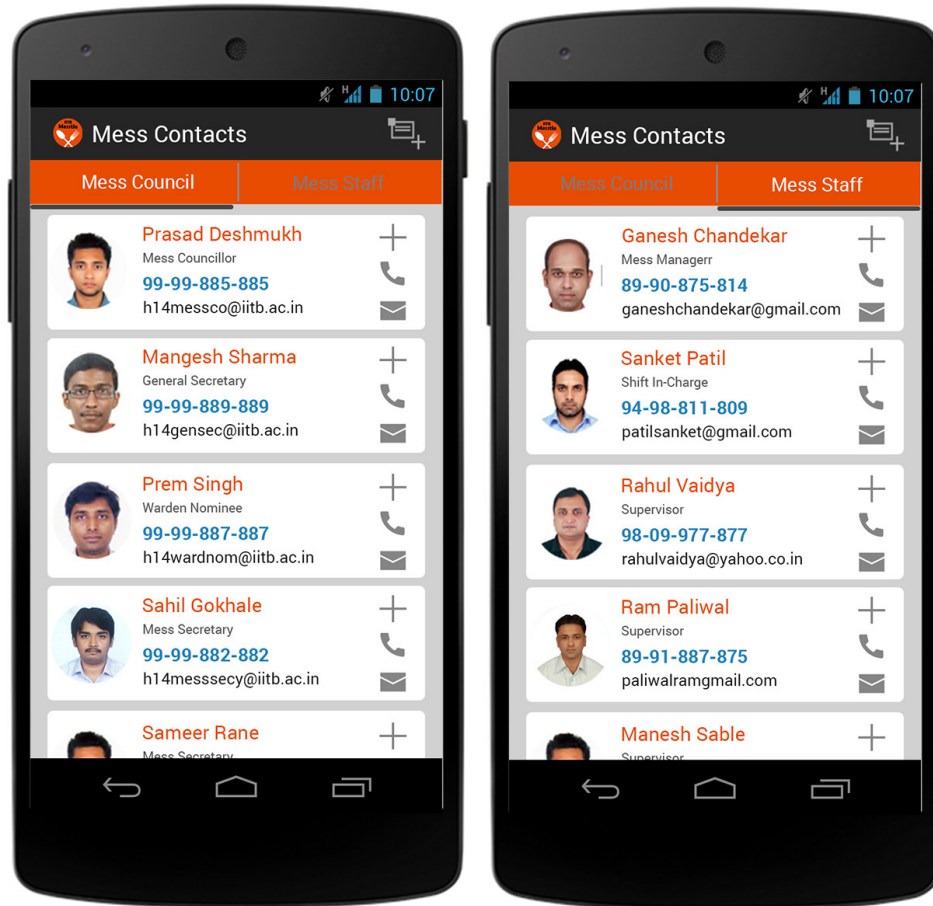 10:07
Mess Contacts
Mess Council
Mess Staff
Prasad Deshmukh
Mess Councillor
99-99-885-885
h14messco@iitb.ac.in
Mangesh Sharma
General Secretary
99-99-889-889
h14gensec@iitb.ac.in
Prem Singh
Warden Nominee
99-99-887-887
h14wardnom@iitb.ac.in
Sahil Gokhale
Mess Secretary
99-99-882-882
h14messsecy@iitb.ac.in
Sameer Rane
Mess Secretary
H 10:07
Mess Contacts
Mess Council
Mess Staff
Ganesh Chandekar
Mess Managerr
89-90-875-814
ganeshchandekar@gmail.com
Sanket Patil
Shift In-Charge
94-98-811-809
patilsanket@gmail.com
Rahul Vaidya
Supervisor
98-09-977-877
rahulvaidya@yahoo.co.in
Ram Paliwal
Supervisor
89-91-887-875
paliwalramgmail.com
Manesh Sable
Supervisor